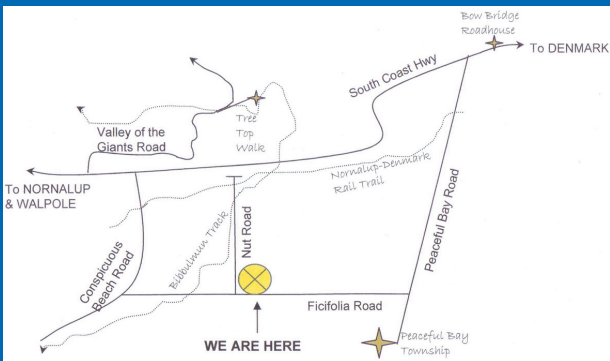 Bow Bridge
Roadhouse
To DENMARK
South Coast Hwy
Valley of the
Giants Road
Tree
Top
Walk
To NORNALUP
& WALPOLE
Nornalup-Denmark
Rail Trail
Peaceful Bay Road
Nut Road
Bibbulmun Track
Conspicuous
Beach Road
Ficifolia Road
WE ARE HERE
Peaceful Bay
Township